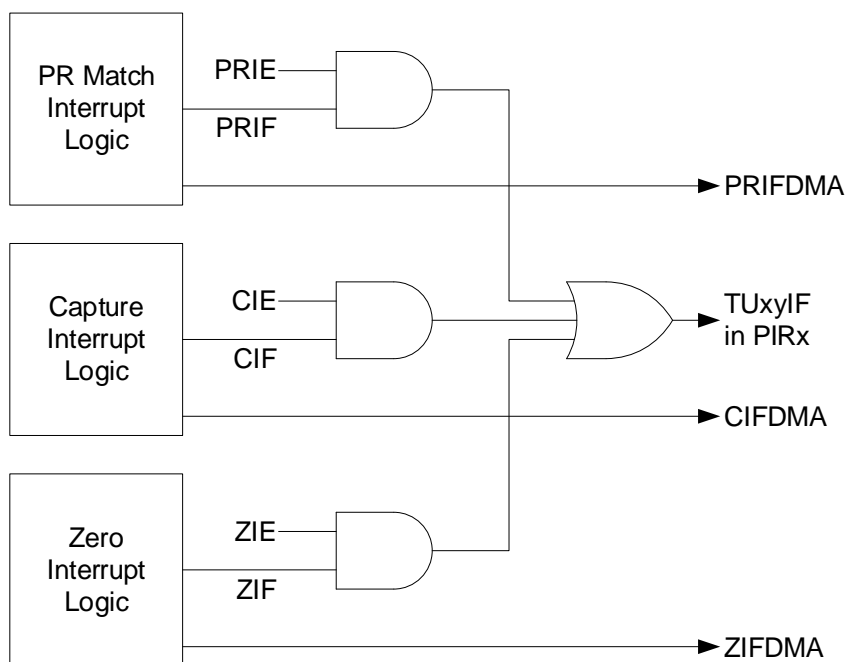 PR Match
Interrupt
Logic
PRIE
PRIF
PRIFDMA
Capture
Interrupt
Logic
CIE
CIF
TUxyIF
in PIRx
CIFDMA
Zero
Interrupt
Logic
ZIE
ZIF
ZIFDMA